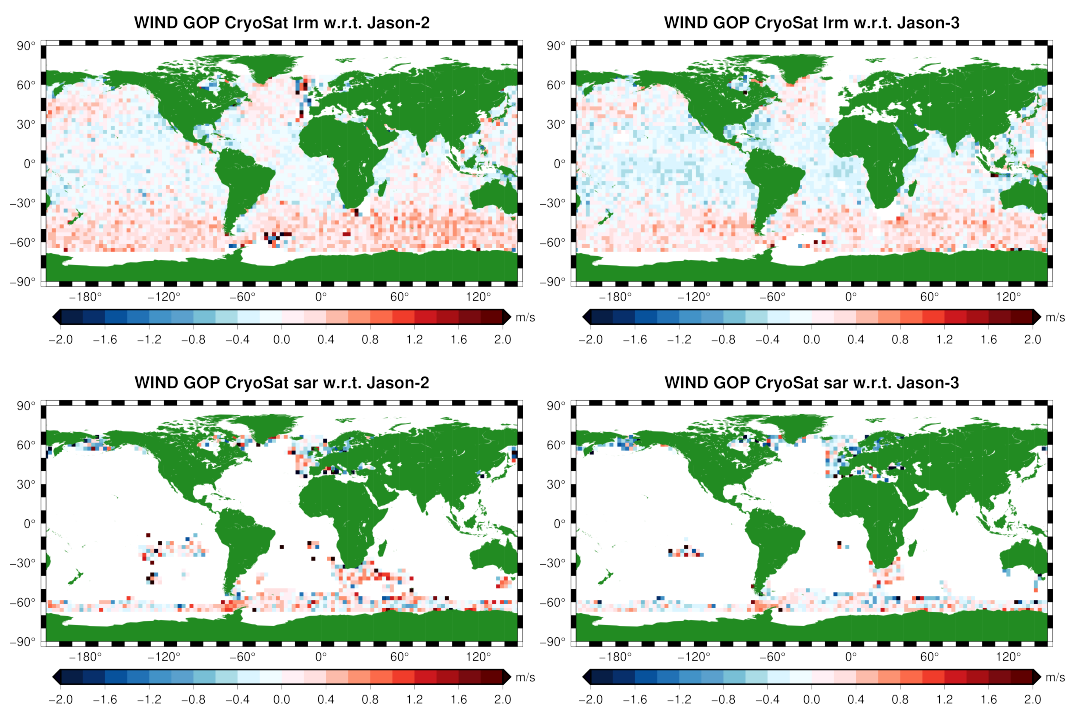 WIND GOP CryoSat lrm w.r.t. Jason-2
90°
60°
30°
0°
−30°
−60°
−90°
−180° −120° −60° 0° 60° 120°
−2.0 −1.6 −1.2 −0.8 −0.4 0.0 0.4 0.8 1.2 1.6 2.0 m/s
WIND GOP CryoSat lrm w.r.t. Jason-3
90°
60°
30°
0°
−30°
−60°
−90°
−180° −120° −60° 0° 60° 120°
−2.0 −1.6 −1.2 −0.8 −0.4 0.0 0.4 0.8 1.2 1.6 2.0 m/s
WIND GOP CryoSat sar w.r.t. Jason-2
90°
60°
30°
0°
−30°
−60°
−90°
−180° −120° −60° 0° 60° 120°
−2.0 −1.6 −1.2 −0.8 −0.4 0.0 0.4 0.8 1.2 1.6 2.0 m/s
WIND GOP CryoSat sar w.r.t. Jason-3
90°
60°
30°
0°
−30°
−60°
−90°
−180° −120° −60° 0° 60° 120°
−2.0 −1.6 −1.2 −0.8 −0.4 0.0 0.4 0.8 1.2 1.6 2.0 m/s